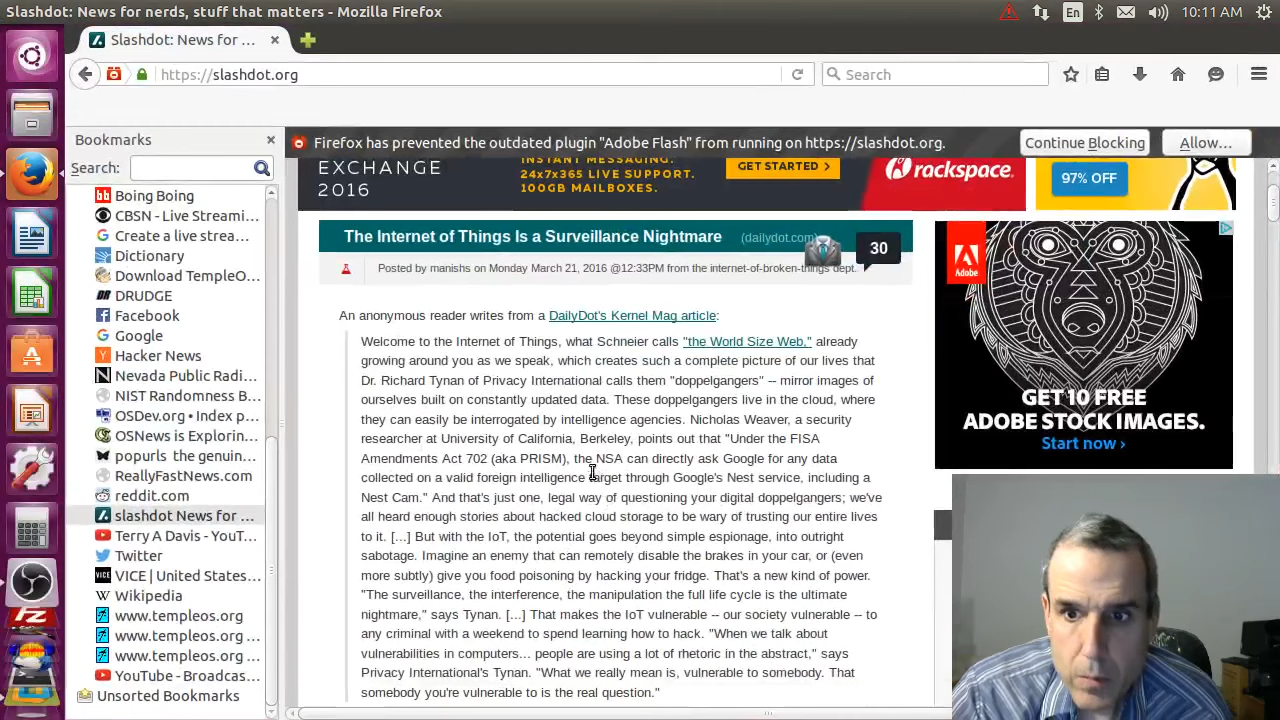 Slashdot: News for nerds, stuff that matters - Mozilla Firefox
En
10:11 AM
Slashdot: News for ...
https://slashdot.org
Search
Bookmarks
Search:
Firefox has prevented the outdated plugin "Adobe Flash" from running on https://slashdot.org.
Continue Blocking
Allow...
Boing Boing
CBSN - Live Streami...
Create a live strea...
Dictionary
Download TempleO...
DRUDGE
Facebook
Google
Hacker News
Nevada Public Radi...
NIST Randomness B...
OSDev.org • Index p...
OSNews is Explorin...
popurls the genuin...
ReallyFastNews.com
reddit.com
slashdot News for ...
Terry A Davis - YouT...
Twitter
VICE | United States...
Wikipedia
www.templeos.org
www.templeos.org ...
www.templeos.org ...
YouTube - Broadcas...
Unsorted Bookmarks
EXCHANGE
2016
INSTANT MESSAGING.
24x7x365 LIVE SUPPORT.
100GB MAILBOXES.
GET STARTED >
rackspace
97% OFF
The Internet of Things Is a Surveillance Nightmare (dailydot.com)
30
Posted by manishs on Monday March 21, 2016 @12:33PM from the internet-of-broken-things dept.
An anonymous reader writes from a DailyDot's Kernel Mag article:
Welcome to the Internet of Things, what Schneier calls "the World Size Web," already
growing around you as we speak, which creates such a complete picture of our lives that
Dr. Richard Tynan of Privacy International calls them "doppelgangers" -- mirror images of
ourselves built on constantly updated data. These doppelgangers live in the cloud, where
they can easily be interrogated by intelligence agencies. Nicholas Weaver, a security
researcher at University of California, Berkeley, points out that "Under the FISA
Amendments Act 702 (aka PRISM), the NSA can directly ask Google for any data
collected on a valid foreign intelligence target through Google's Nest service, including a
Nest Cam." And that's just one, legal way of questioning your digital doppelgangers; we've
all heard enough stories about hacked cloud storage to be wary of trusting our entire lives
to it. [...] But with the IoT, the potential goes beyond simple espionage, into outright
sabotage. Imagine an enemy that can remotely disable the brakes in your car, or (even
more subtly) give you food poisoning by hacking your fridge. That's a new kind of power.
"The surveillance, the interference, the manipulation the full life cycle is the ultimate
nightmare," says Tynan. [...] That makes the IoT vulnerable -- our society vulnerable -- to
any criminal with a weekend to spend learning how to hack. "When we talk about
vulnerabilities in computers... people are using a lot of rhetoric in the abstract," says
Privacy International's Tynan. "What we really mean is, vulnerable to somebody. That
somebody you're vulnerable to is the real question."
Adobe
GET 10 FREE
ADOBE STOCK IMAGES.
Start now ›